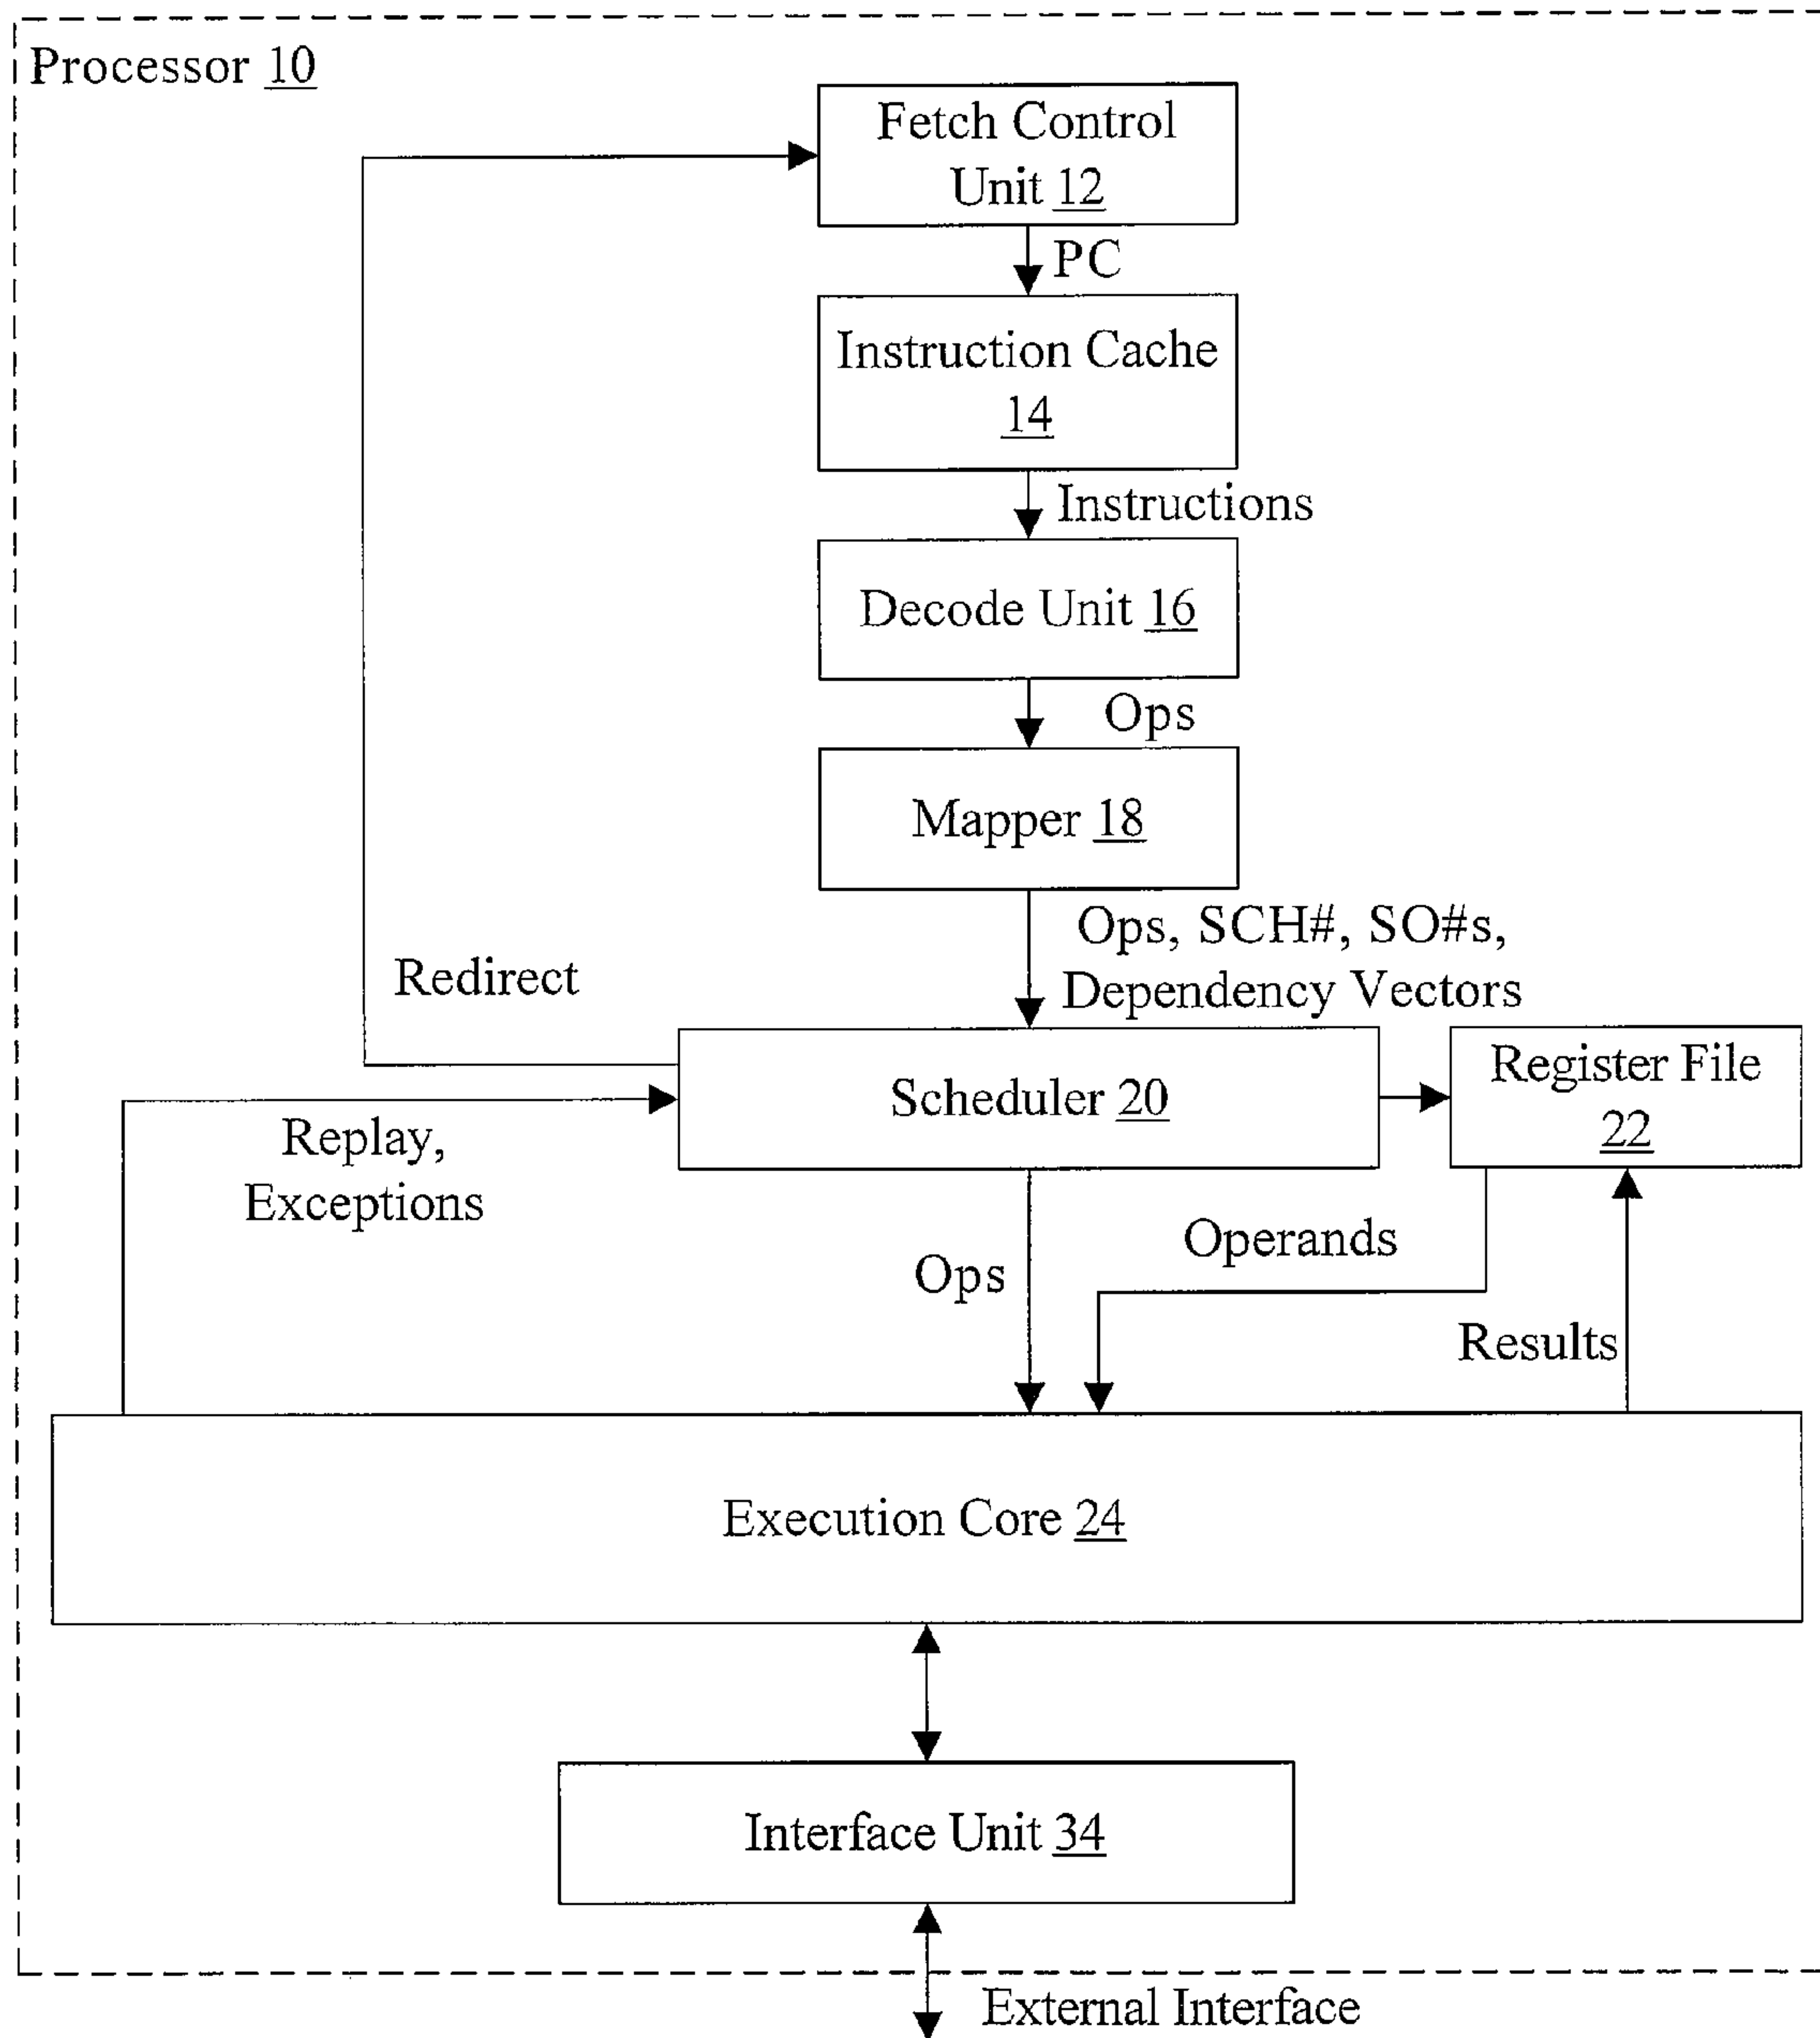 Processor 10
Fetch Control
Unit 12
PC
Instruction Cache
14
Instructions
Decode Unit 16
Ops
Mapper 18
Ops, SCH#, SO#s,
Dependency Vectors
Redirect
Scheduler 20
Register File
22
Replay,
Exceptions
Operands
Ops
Results
Execution Core 24
Interface Unit 34
External Interface